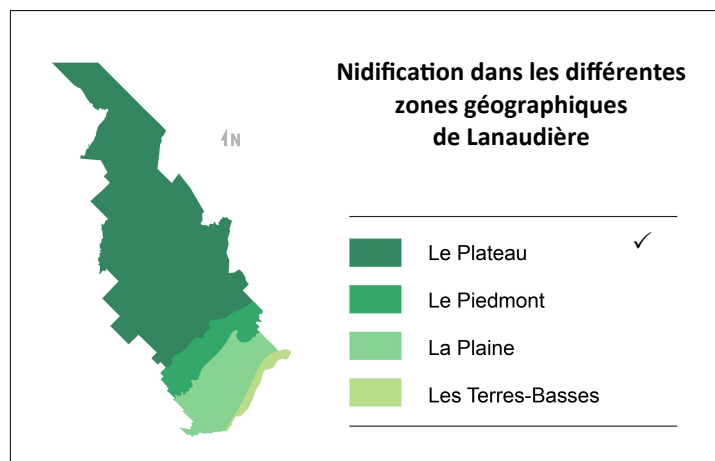 Nidification dans les différentes
zones géographiques
de Lanaudière
N
Le Plateau ✓
Le Piedmont
La Plaine
Les Terres-Basses